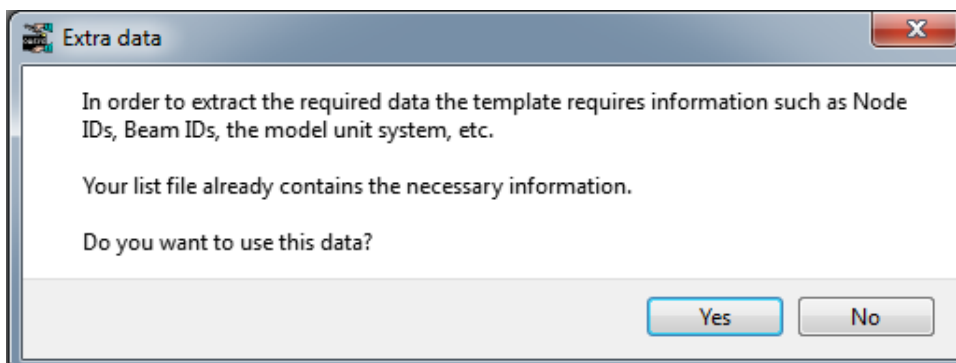 Extra data
In order to extract the required data the template requires information such as Node
IDs, Beam IDs, the model unit system, etc.
Your list file already contains the necessary information.
Do you want to use this data?
Yes
No